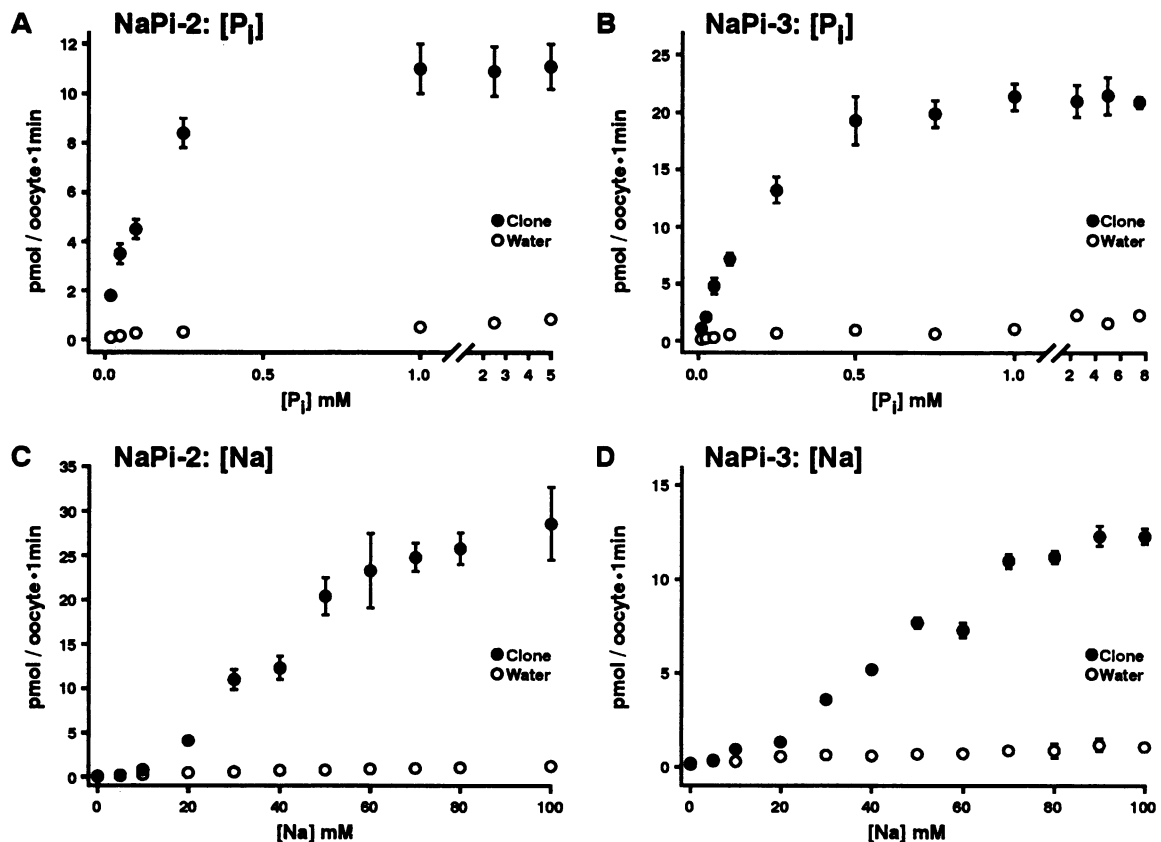 A
NaPi-2: [Pi]
12
10
8
6
4
2
0
pmol / oocyte•1min
Clone
Water
0.0
0.5
1.0
2
3
4
5
[Pi] mM
B
NaPi-3: [Pi]
25
20
15
10
5
0
pmol / oocyte•1min
Clone
Water
0.0
0.5
1.0
2
4
6
8
[Pi] mM
C
NaPi-2: [Na]
35
30
25
20
15
10
5
0
pmol / oocyte•1min
Clone
Water
0
20
40
60
80
100
[Na] mM
D
NaPi-3: [Na]
15
10
5
0
pmol / oocyte•1min
Clone
Water
0
20
40
60
80
100
[Na] mM